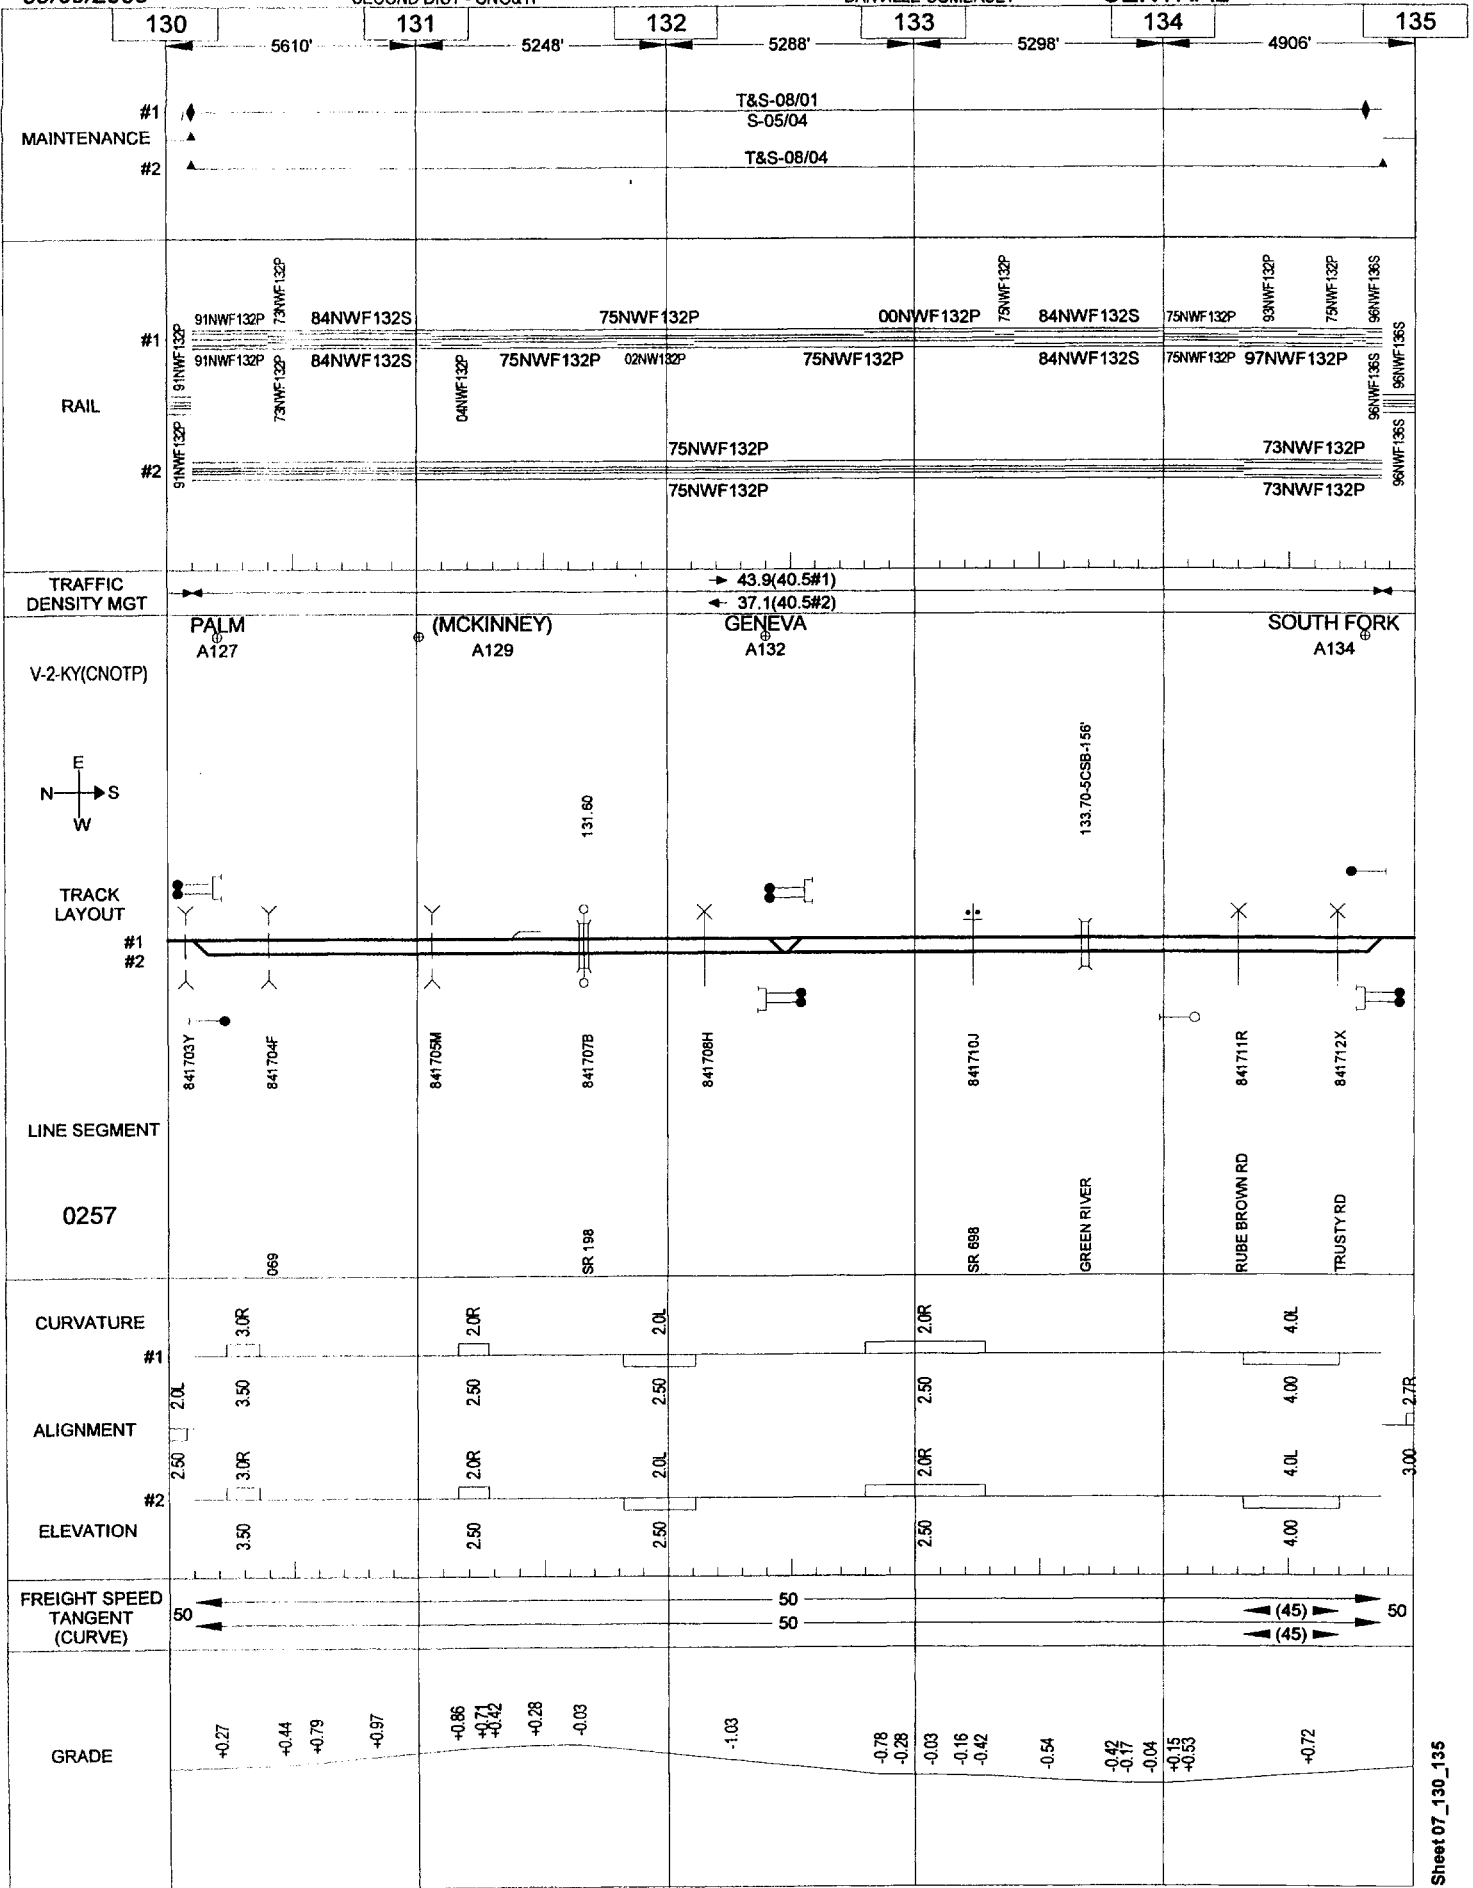 130 131 132 133 134 135
5610' 5248' 5288' 5298' 4906'
#1
T&S-08/01
S-05/04
MAINTENANCE
#2
T&S-08/04
RAIL
#1
91NWF132P
73NWF132P
84NWF132S
75NWF132P
00NWF132P
75NWF132P
84NWF132S
75NWF132P
93NWF132P
75NWF132P
96NWF136S
91NWF132P
91NWF132P
73NWF132P
84NWF132S
04NWF132P
75NWF132P
02NW132P
75NWF132P
84NWF132S
75NWF132P
97NWF132P
96NWF136S
96NWF136S
#2
91NWF132P
75NWF132P
73NWF132P
75NWF132P
73NWF132P
96NWF136S
TRAFFIC
DENSITY MGT
43.9(40.5#1)
37.1(40.5#2)
PALM
A127
(MCKINNEY)
A129
GENEVA
A132
SOUTH FORK
A134
V-2-KY(CNOTP)
E
N S
W
131.60
133.70-5CSB-156'
TRACK
LAYOUT
#1
#2
841703Y
841704F
841705M
841707B
841708H
841710J
841711R
841712X
LINE SEGMENT
0257
069
SR 198
SR 698
GREEN RIVER
RUBE BROWN RD
TRUSTY RD
CURVATURE
3.0R 2.0R 2.0L 2.0R 4.0L
#1
2.0L 3.50 2.50 2.50 2.50 4.00 2.7R
ALIGNMENT
2.50 3.0R 2.0R 2.0L 2.0R 4.0L 3.00
#2
ELEVATION
3.50 2.50 2.50 2.50 4.00
FREIGHT SPEED
TANGENT
(CURVE)
50 50 (45) 50
50 (45)
GRADE
+0.27 +0.44 +0.79 +0.97 +0.86 +0.71 +0.42 +0.28 -0.03 -1.03 -0.78 -0.28 -0.03 -0.16 -0.42 -0.54 -0.42 -0.17 -0.04 +0.15 +0.53 +0.72
Sheet 07_130_135